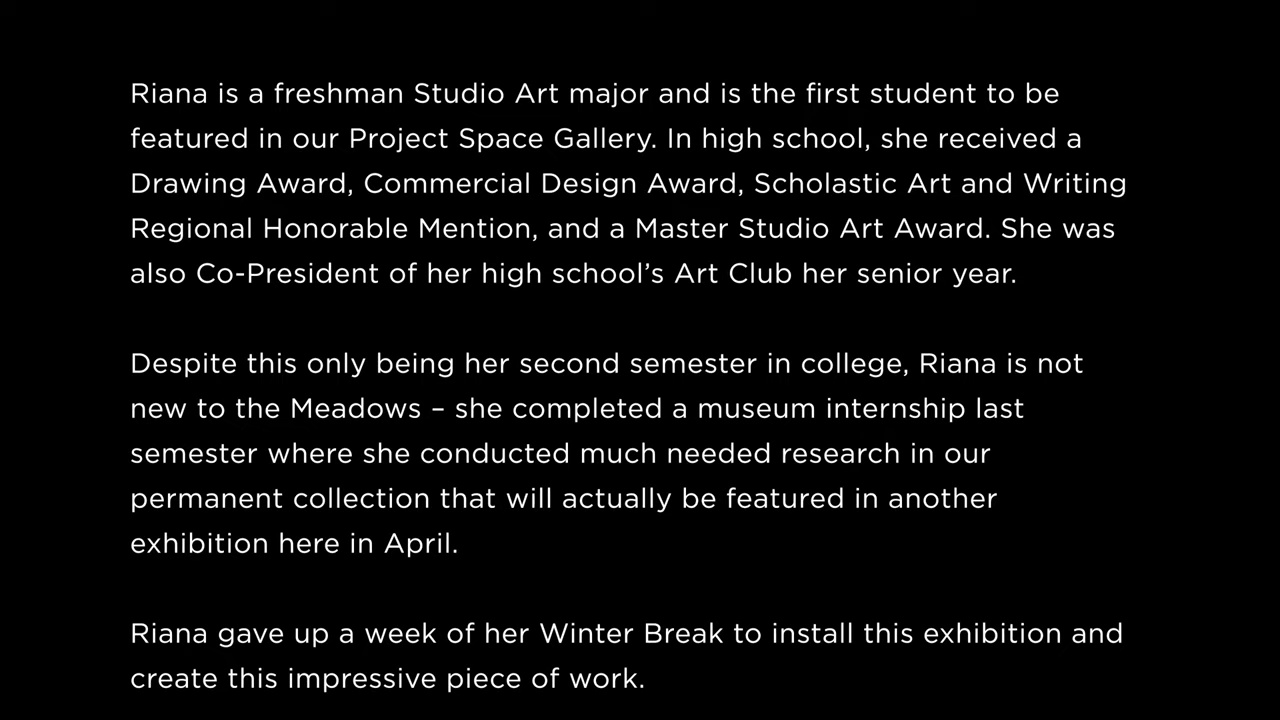 Riana is a freshman Studio Art major and is the first student to be
featured in our Project Space Gallery. In high school, she received a
Drawing Award, Commercial Design Award, Scholastic Art and Writing
Regional Honorable Mention, and a Master Studio Art Award. She was
also Co-President of her high school’s Art Club her senior year.
Despite this only being her second semester in college, Riana is not
new to the Meadows – she completed a museum internship last
semester where she conducted much needed research in our
permanent collection that will actually be featured in another
exhibition here in April.
Riana gave up a week of her Winter Break to install this exhibition and
create this impressive piece of work.